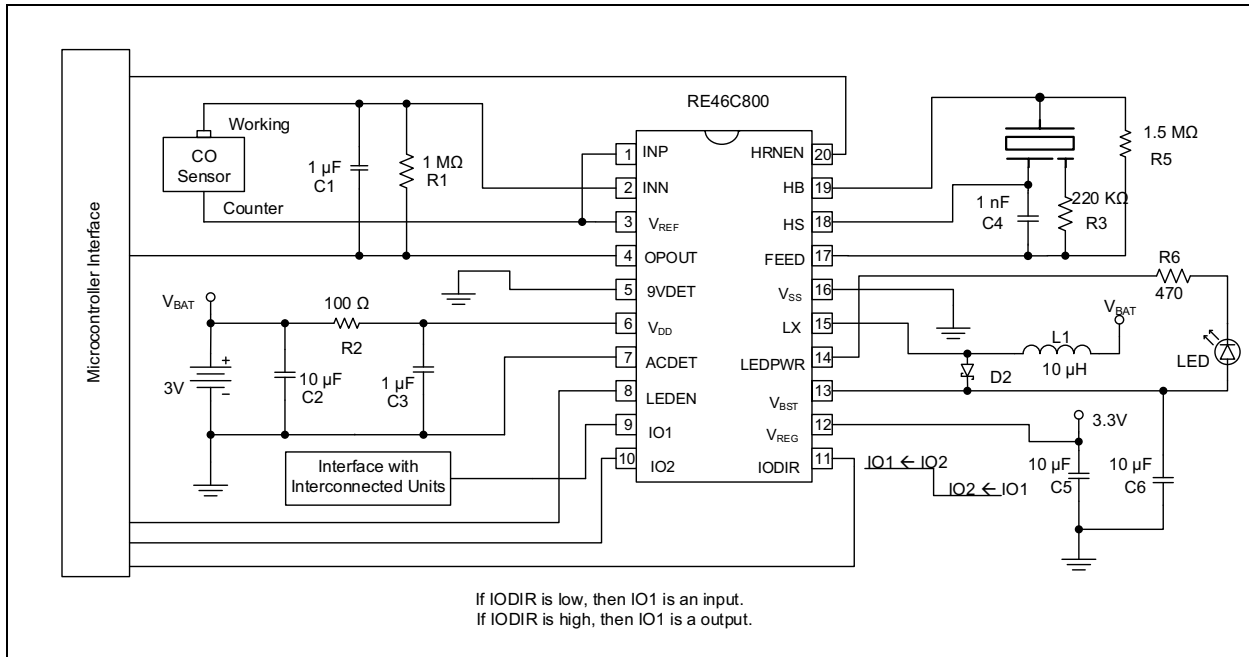 Microcontroller Interface
RE46C800
Working
CO
Sensor
Counter
1 µF
C1
1 MΩ
R1
1 INP
2 INN
3 VREF
4 OPOUT
5 9VDET
6 VDD
7 ACDET
8 LEDEN
9 IO1
10 IO2
HRNEN 20
HB 19
HS 18
FEED 17
VSS 16
LX 15
LEDPWR 14
VBST 13
VREG 12
IODIR 11
VBAT
3V
+
–
10 µF
C2
100 Ω
R2
1 µF
C3
Interface with
Interconnected Units
1.5 MΩ
R5
1 nF
C4
220 KΩ
R3
R6
470
VBAT
L1
10 µH
D2
LED
3.3V
10 µF
C5
10 µF
C6
IO1 ← IO2
IO2 ← IO1
If IODIR is low, then IO1 is an input.
If IODIR is high, then IO1 is a output.